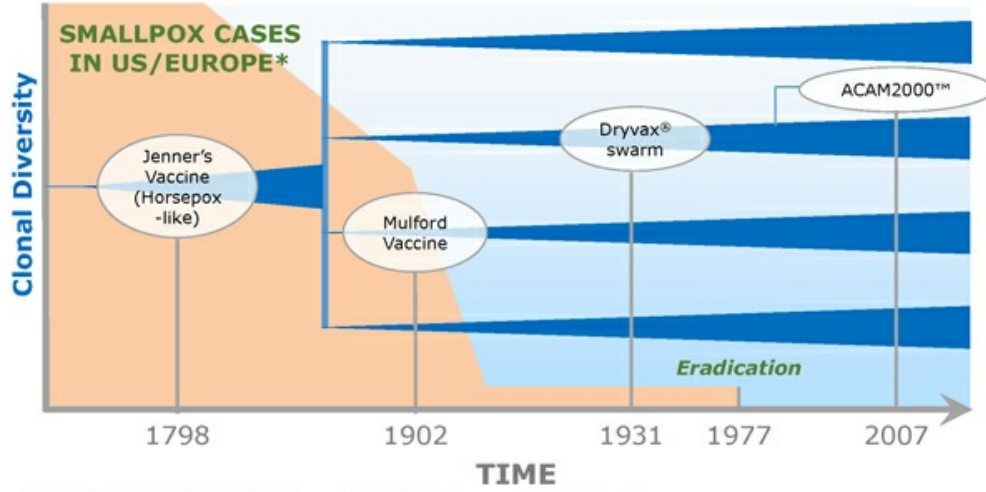 SMALLPOX CASES
IN US/EUROPE*
Clonal Diversity
Jenner's
Vaccine
(Horsepox
-like)
Mulford
Vaccine
Dryvax®
swarm
ACAM2000™
Eradication
1798
1902
1931
1977
2007
TIME